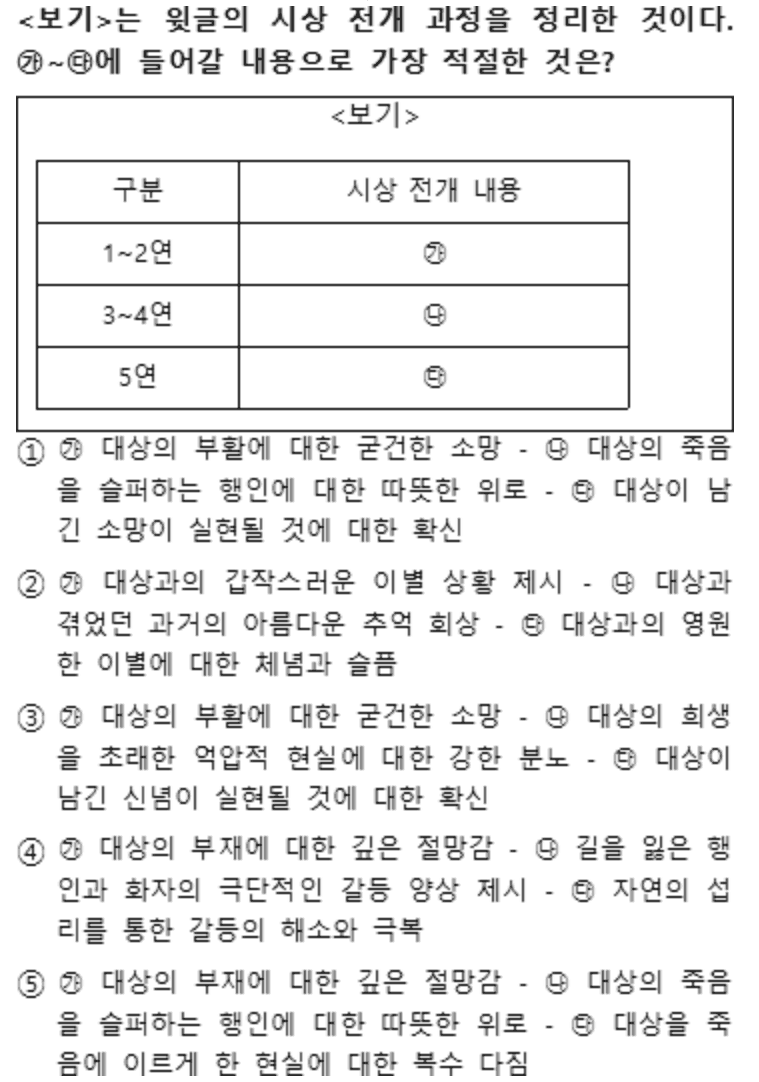 <보기>는 윗글의 시상 전개 과정을 정리한 것이다.
㉮~㉰에 들어갈 내용으로 가장 적절한 것은?
<보기>
구분 시상 전개 내용
1~2연 ㉮
3~4연 ㉯
5연 ㉰
① ㉮ 대상의 부활에 대한 굳건한 소망 - ㉯ 대상의 죽음
을 슬퍼하는 행인에 대한 따뜻한 위로 - ㉰ 대상이 남
긴 소망이 실현될 것에 대한 확신
② ㉮ 대상과의 갑작스러운 이별 상황 제시 - ㉯ 대상과
겪었던 과거의 아름다운 추억 회상 - ㉰ 대상과의 영원
한 이별에 대한 체념과 슬픔
③ ㉮ 대상의 부활에 대한 굳건한 소망 - ㉯ 대상의 희생
을 초래한 억압적 현실에 대한 강한 분노 - ㉰ 대상이
남긴 신념이 실현될 것에 대한 확신
④ ㉮ 대상의 부재에 대한 깊은 절망감 - ㉯ 길을 잃은 행
인과 화자의 극단적인 갈등 양상 제시 - ㉰ 자연의 섭
리를 통한 갈등의 해소와 극복
⑤ ㉮ 대상의 부재에 대한 깊은 절망감 - ㉯ 대상의 죽음
을 슬퍼하는 행인에 대한 따뜻한 위로 - ㉰ 대상을 죽
음에 이르게 한 현실에 대한 복수 다짐